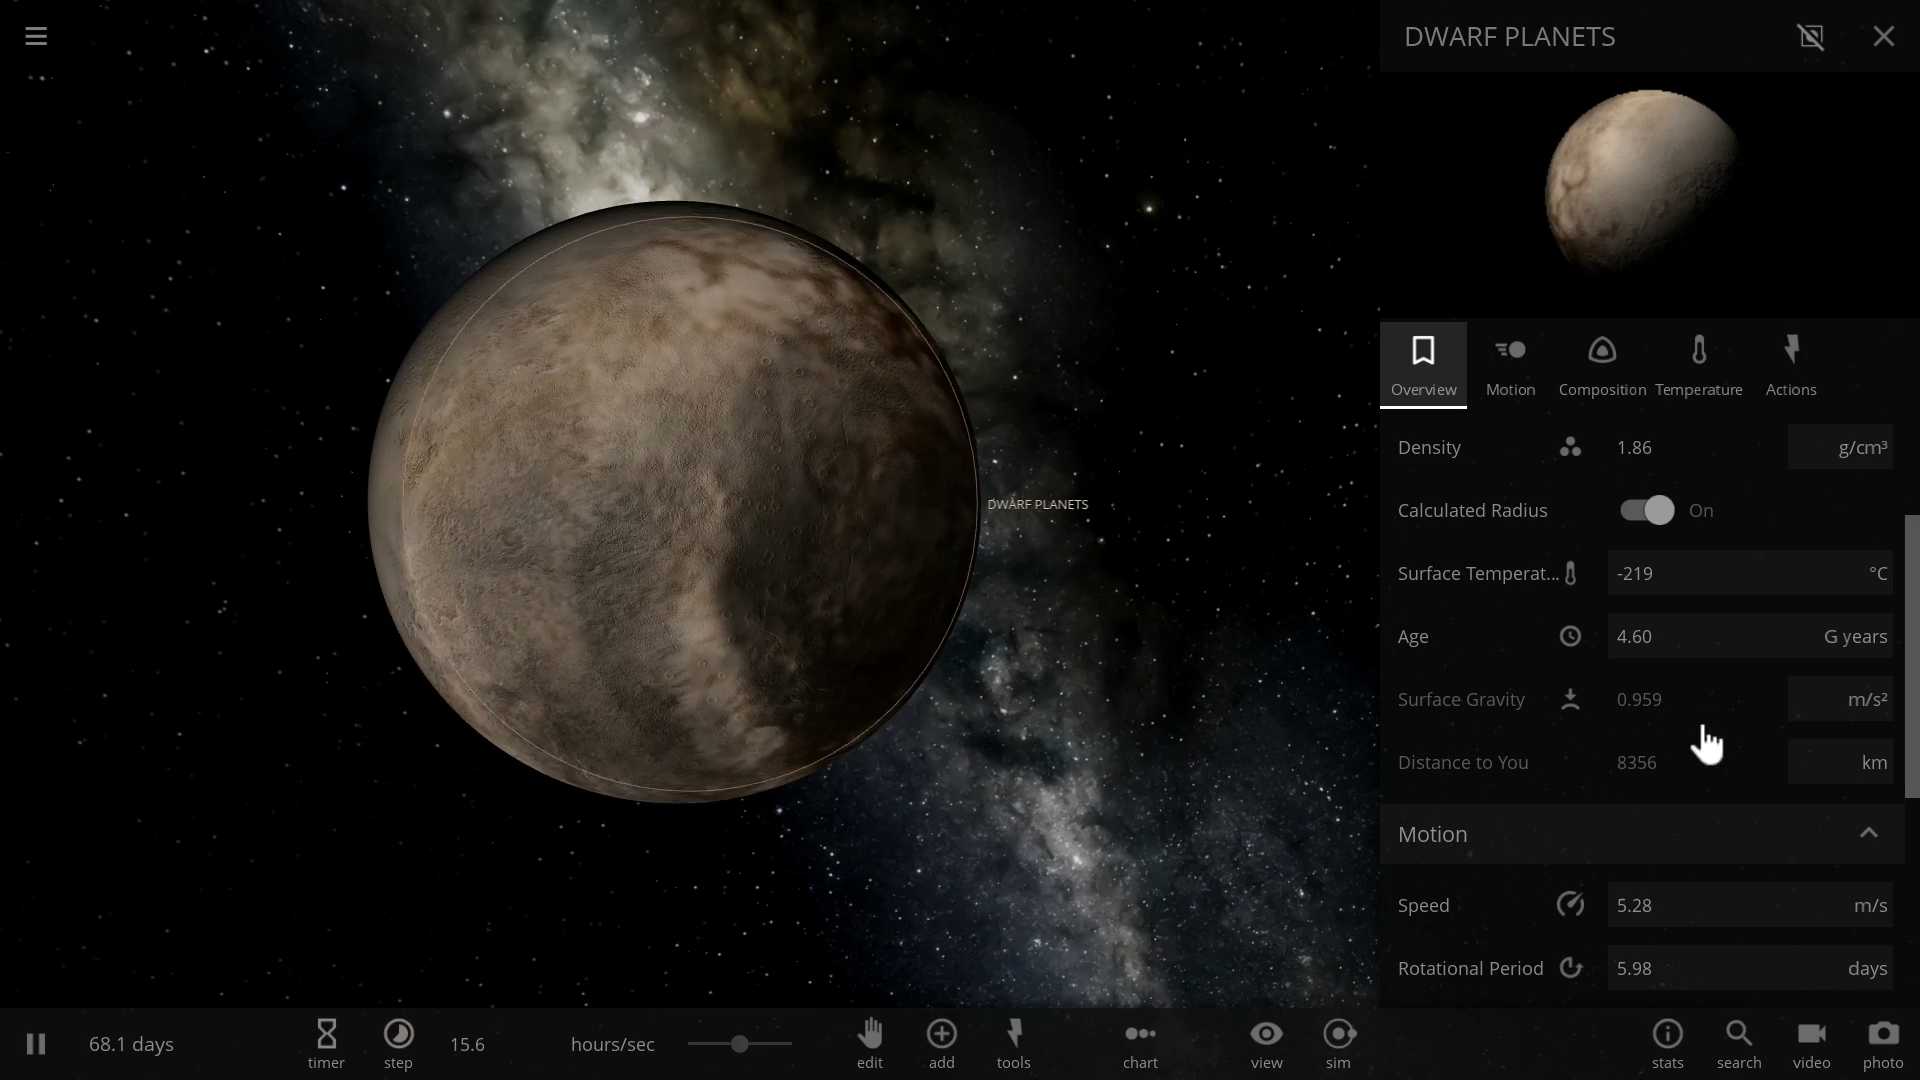 DWARF PLANETS
DWARF PLANETS
Overview Motion Composition Temperature Actions
Density 1.86 g/cm³
Calculated Radius On
Surface Temperat... -219 °C
Age 4.60 G years
Surface Gravity 0.959 m/s²
Distance to You 8356 km
Motion
Speed 5.28 m/s
Rotational Period 5.98 days
68.1 days timer step 15.6 hours/sec edit add tools chart view sim stats search video photo